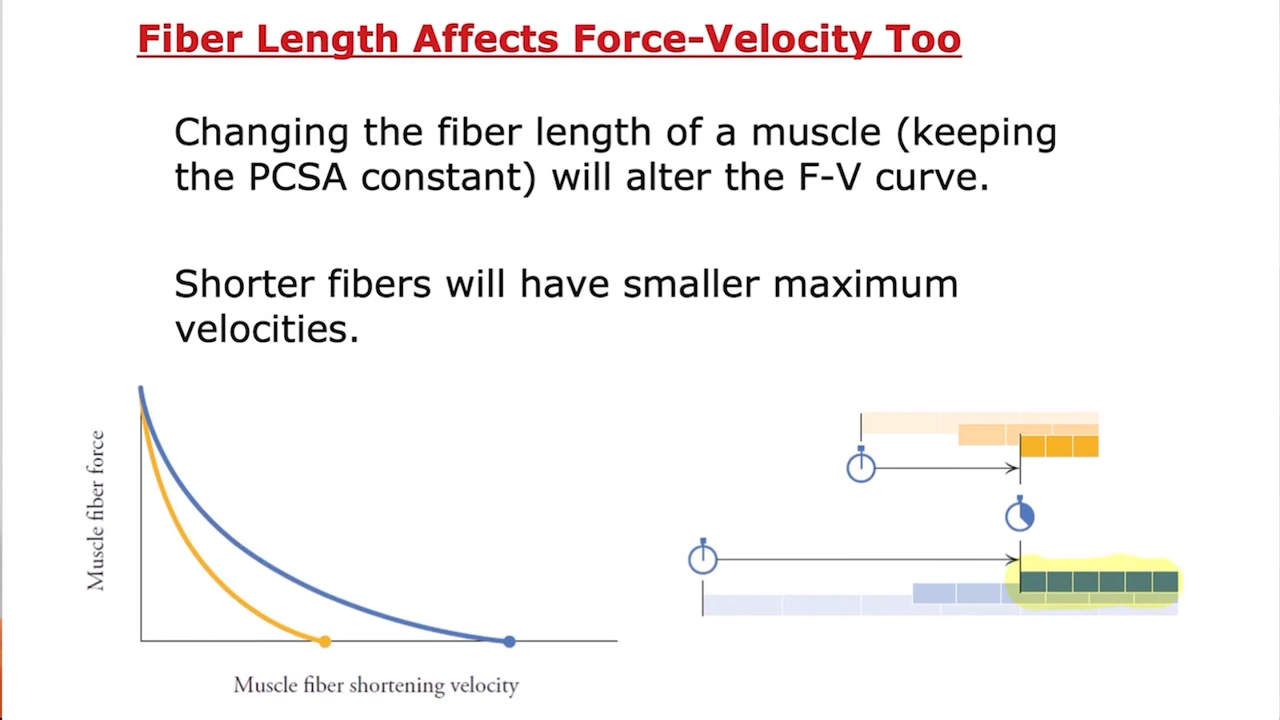 Fiber Length Affects Force-Velocity Too
Changing the fiber length of a muscle (keeping
the PCSA constant) will alter the F-V curve.
Shorter fibers will have smaller maximum
velocities.
Muscle fiber force
Muscle fiber shortening velocity